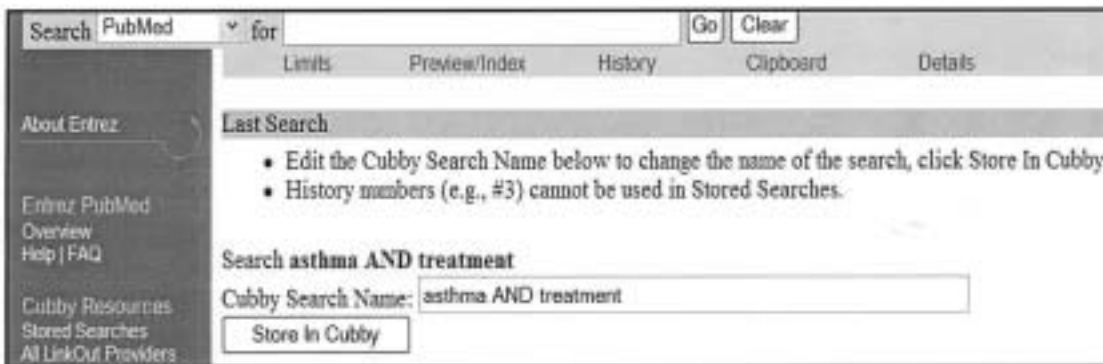 Search PubMed for Go Clear
Limits Preview/Index History Clipboard Details
About Entrez
Last Search
• Edit the Cubby Search Name below to change the name of the search, click Store In Cubby
• History numbers (e.g., #3) cannot be used in Stored Searches.
Entrez PubMed
Overview
Help | FAQ
Search asthma AND treatment
Cubby Search Name: asthma AND treatment
Cubby Resources
Stored Searches
Store In Cubby
All LinkOut Providers